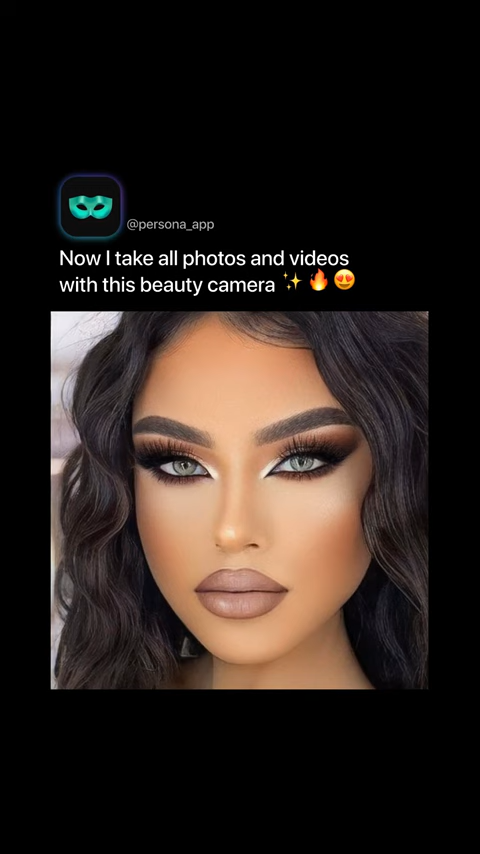 @persona_app
Now I take all photos and videos
with this beauty camera ✨🔥😍